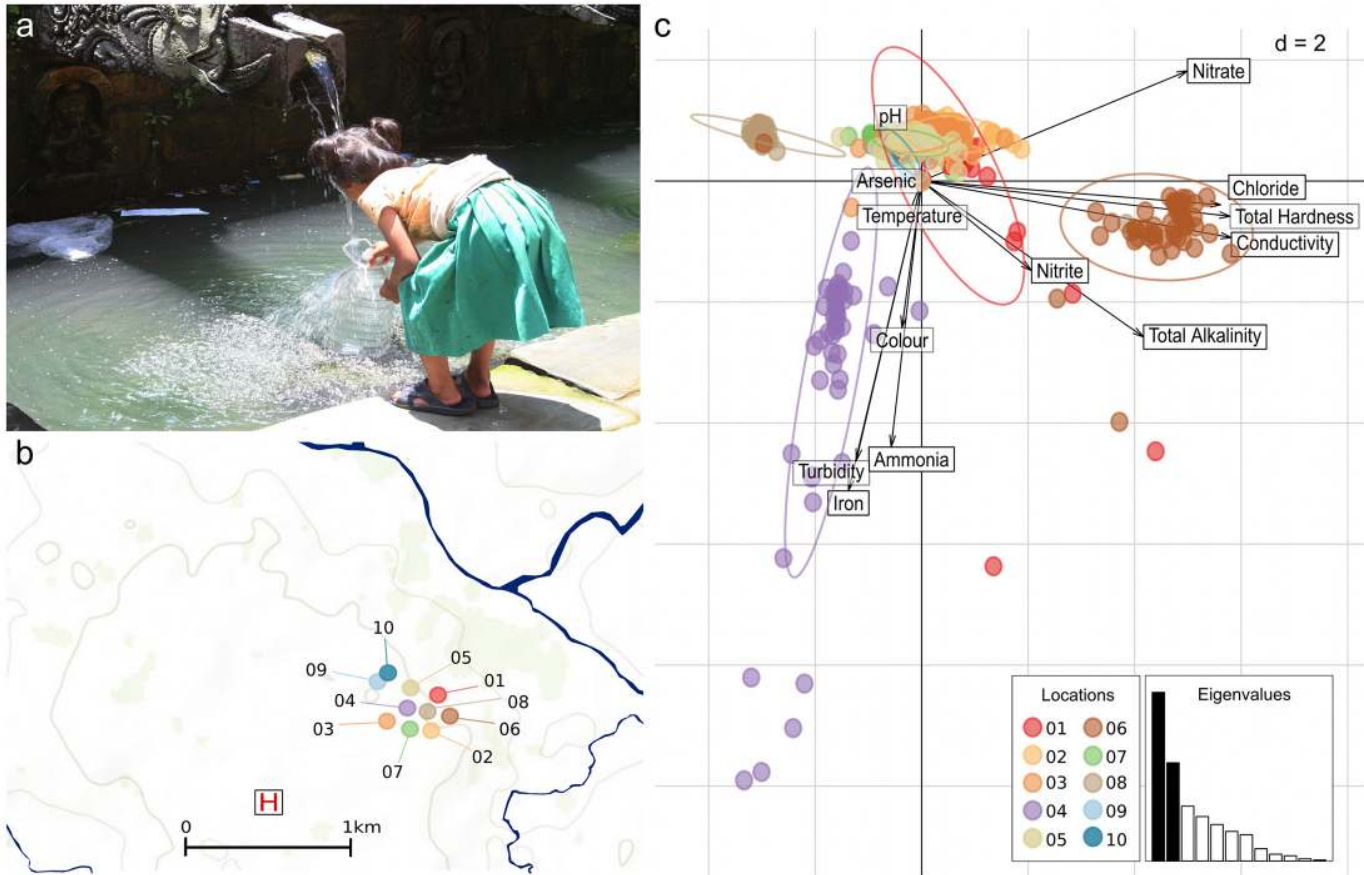 a
b
10
09
05
01
04
08
03
06
07
02
H
0 1km
c
d = 2
Nitrate
pH
Arsenic
Temperature
Chloride
Total Hardness
Conductivity
Nitrite
Total Alkalinity
Colour
Turbidity
Ammonia
Iron
Locations
01 06
02 07
03 08
04 09
05 10
Eigenvalues